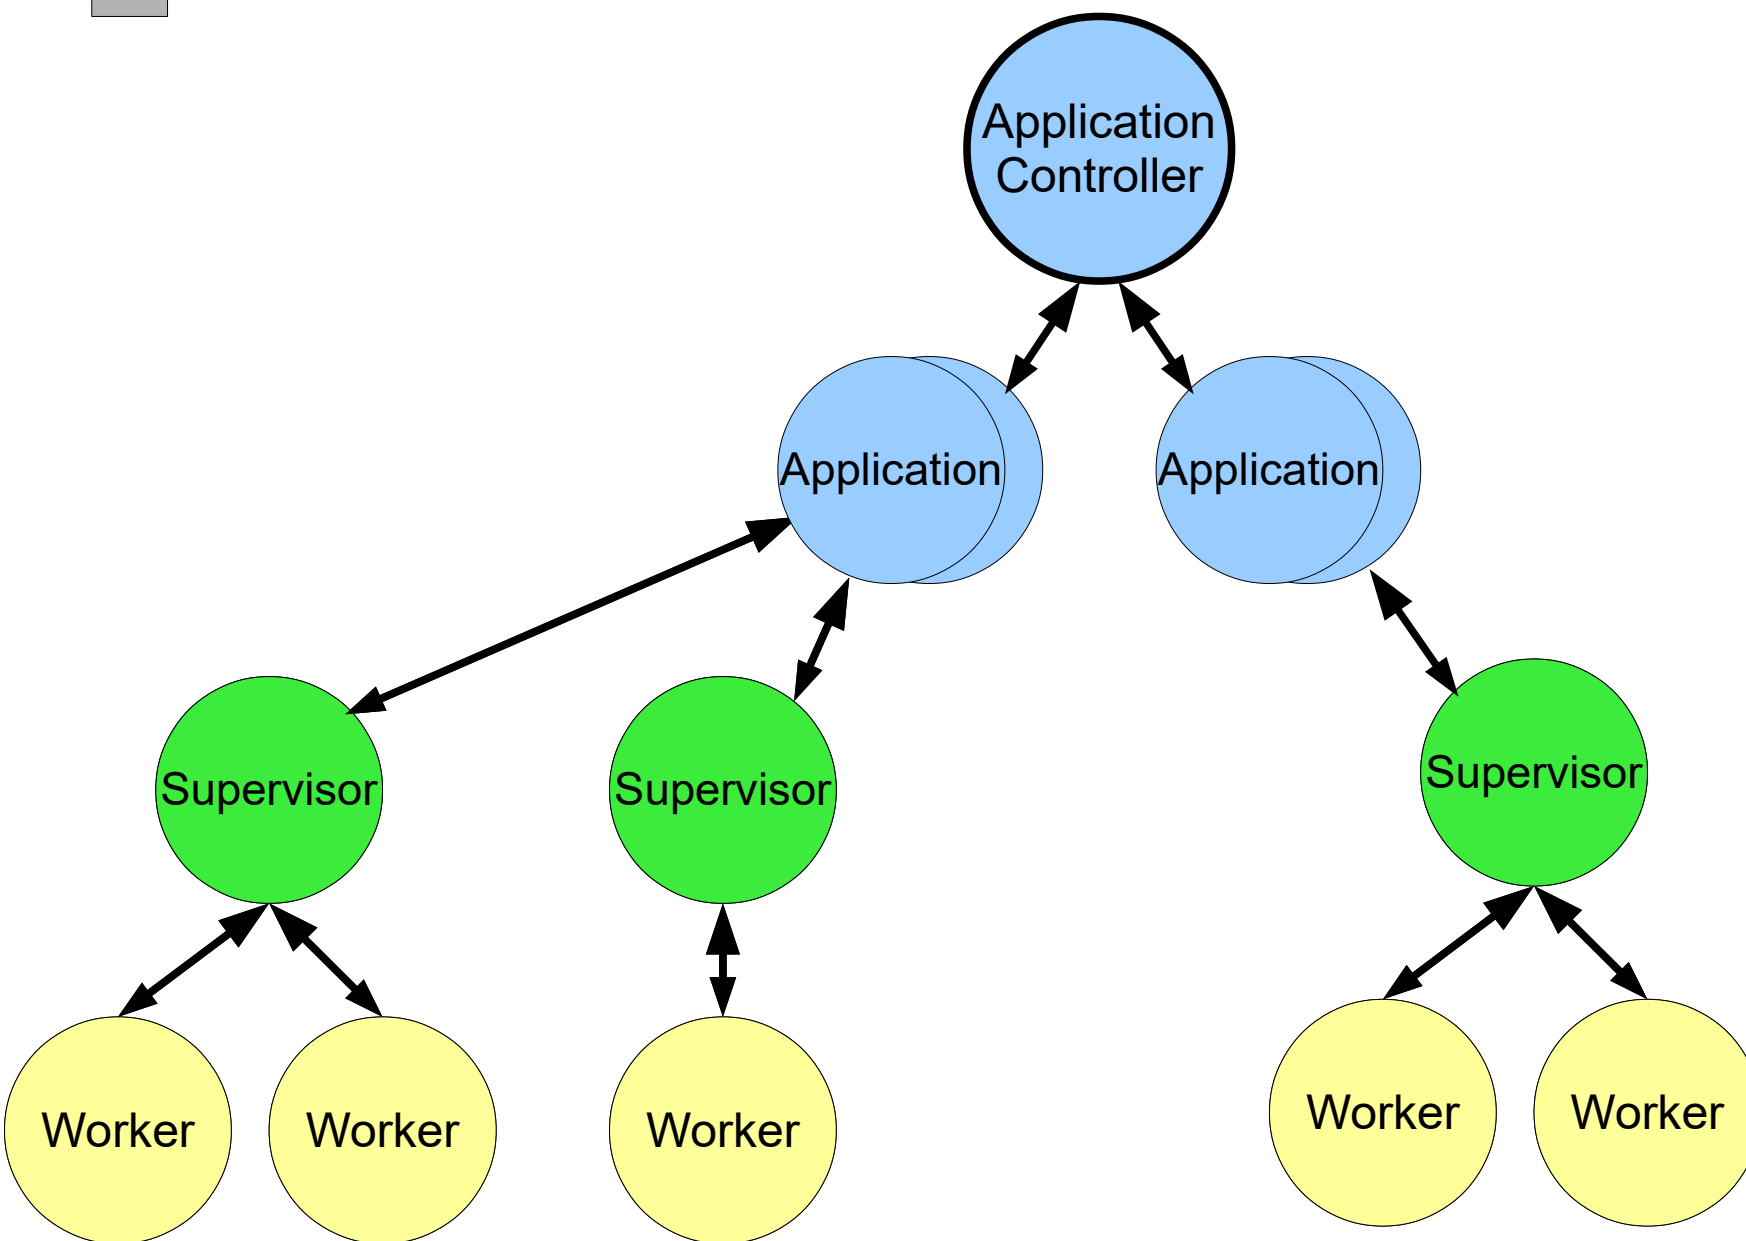 Application
Controller
Application
Application
Supervisor
Supervisor
Supervisor
Worker
Worker
Worker
Worker
Worker